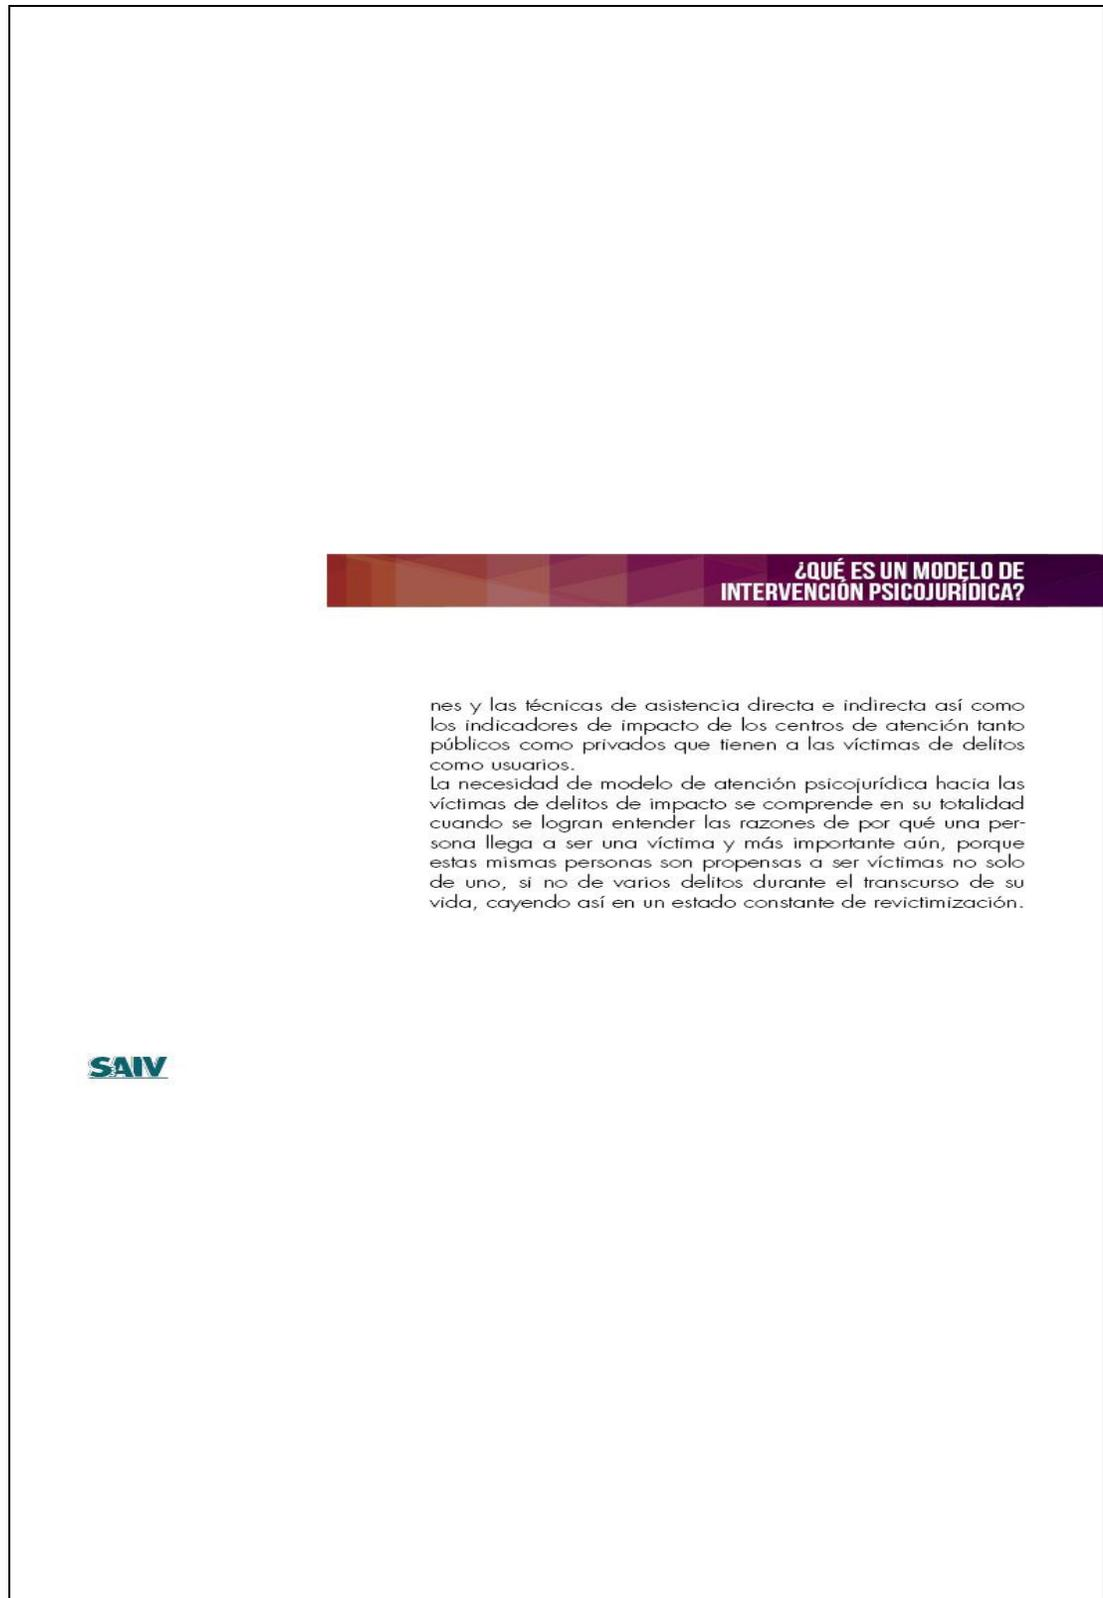 ¿QUÉ ES UN MODELO DE
INTERVENCIÓN PSICOJURÍDICA?
nes y las técnicas de asistencia directa e indirecta así como
los indicadores de impacto de los centros de atención tanto
públicos como privados que tienen a las víctimas de delitos
como usuarios.
La necesidad de modelo de atención psicojurídica hacia las
víctimas de delitos de impacto se comprende en su totalidad
cuando se logran entender las razones de por qué una per-
sona llega a ser una víctima y más importante aún, porque
estas mismas personas son propensas a ser víctimas no solo
de uno, si no de varios delitos durante el transcurso de su
vida, cayendo así en un estado constante de revictimización.
SAIV